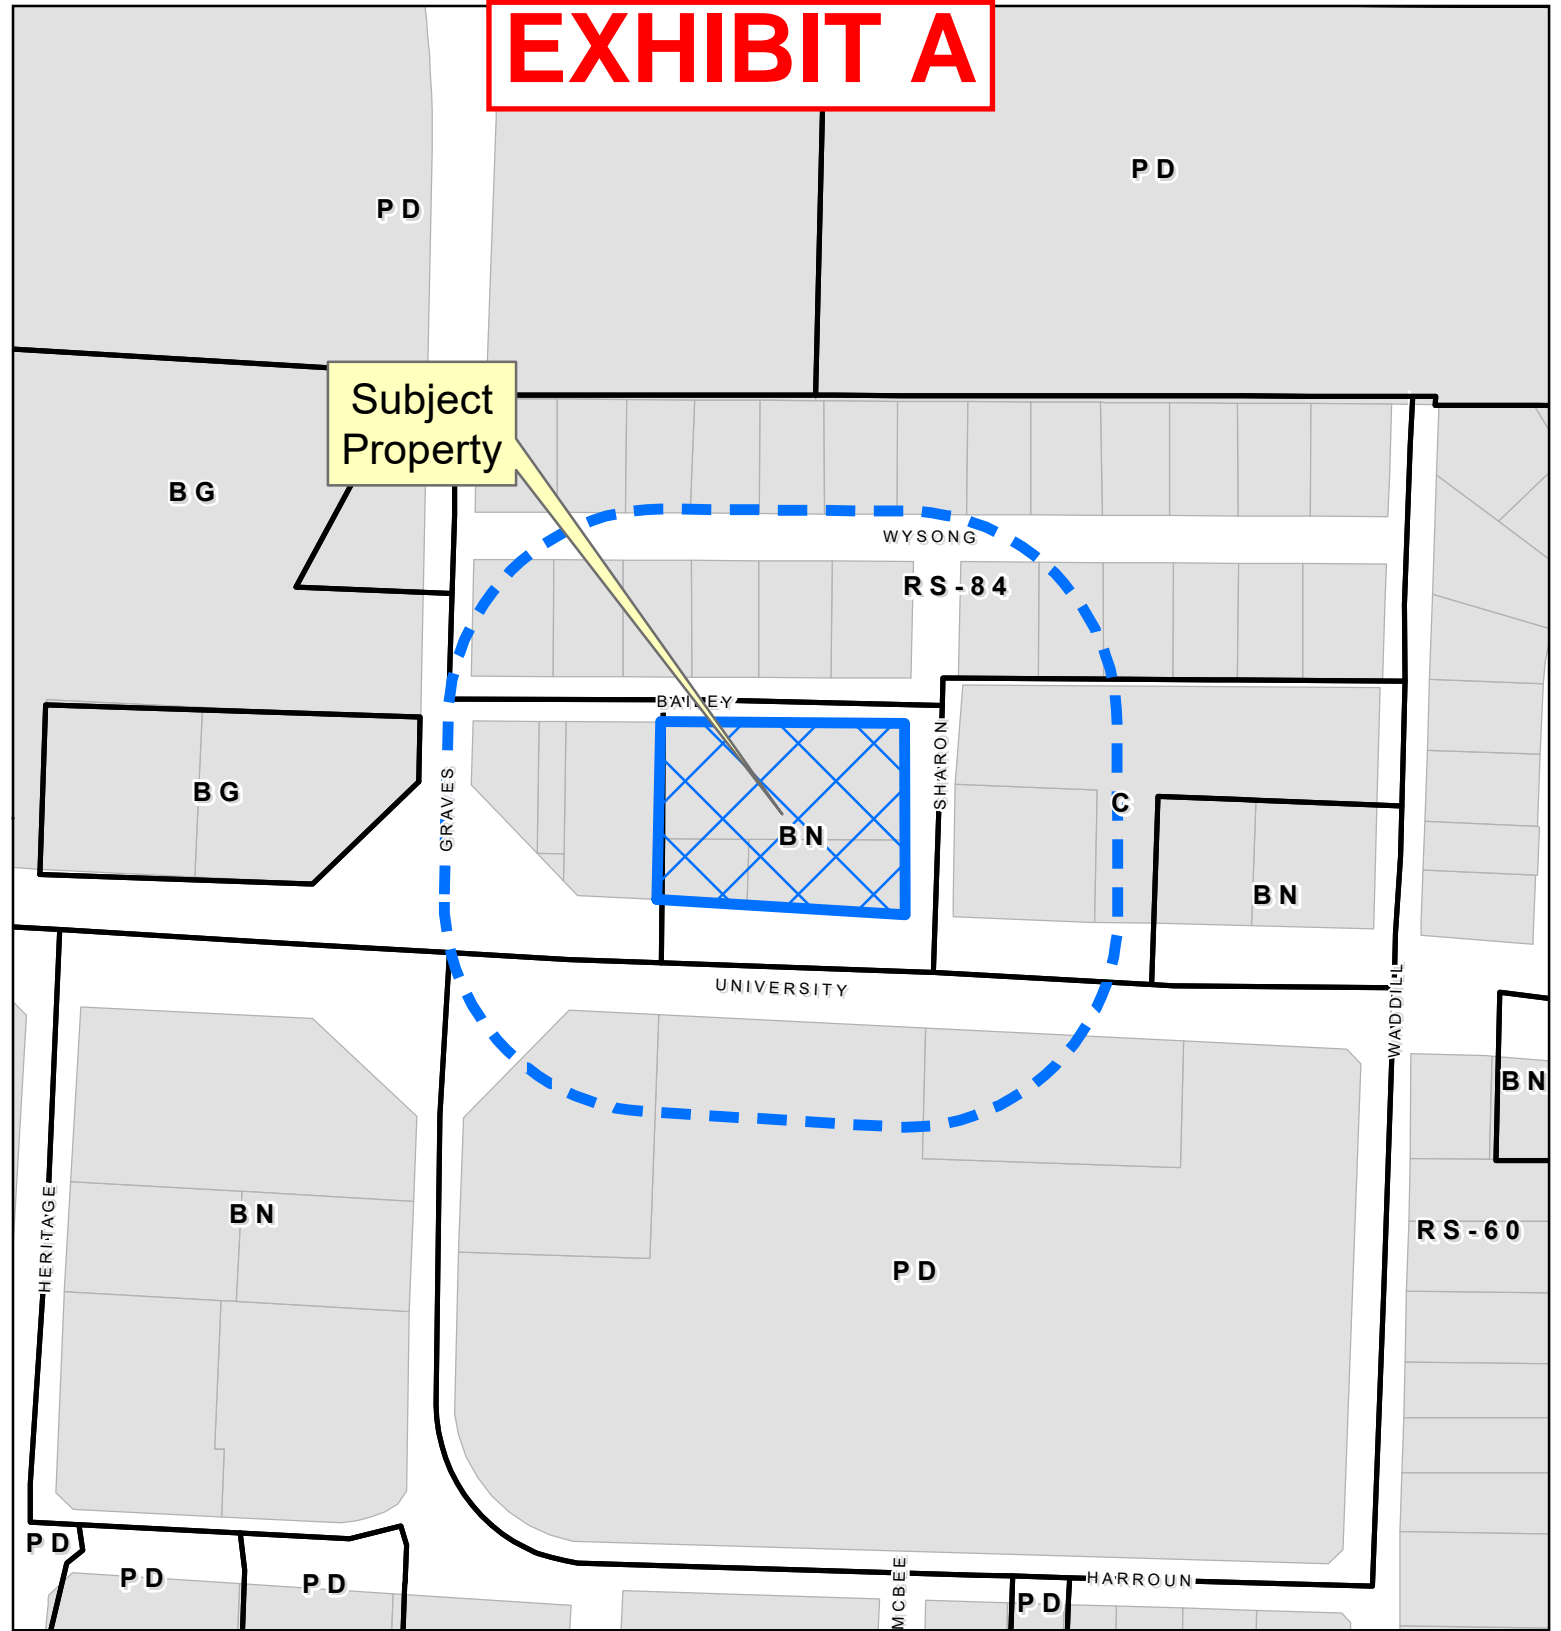 EXHIBIT A
PD
PD
Subject
Property
BG
WYSONG
RS-84
BAILEY
SHARON
GRAVES
BG
C
BN
BN
UNIVERSITY
WADDILL
BN
HERITAGE
BN
RS-60
PD
PD
PD
PD
MCBEE
HARROUN
PD